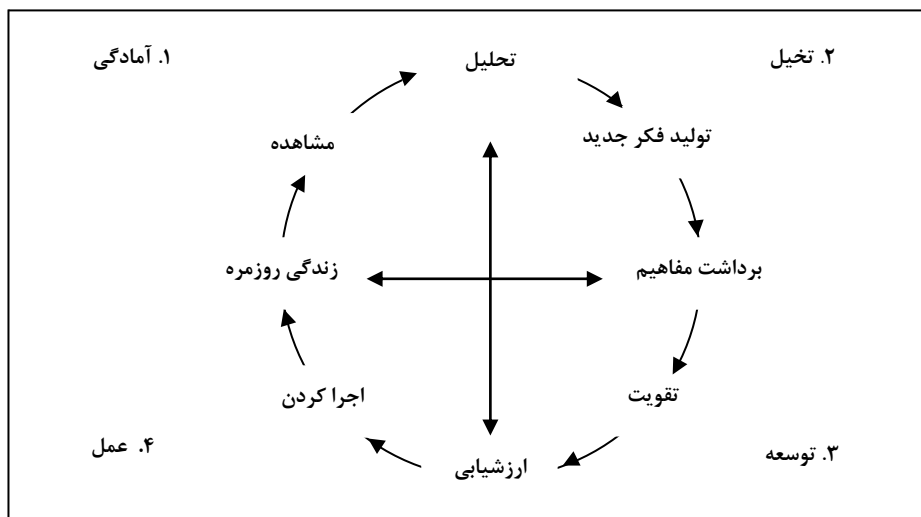 ۱. آمادگی
تحلیل
۲. تخیل
مشاهده
تولید فکر جدید
زندگی روزمره
برداشت مفاهیم
اجرا کردن
تقویت
۴. عمل
ارزشیابی
۳. توسعه